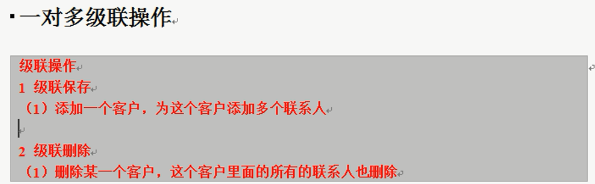 ▪一对多级联操作
级联操作
1 级联保存
（1）添加一个客户，为这个客户添加多个联系人
2 级联删除
（1）删除某一个客户，这个客户里面的所有的联系人也删除